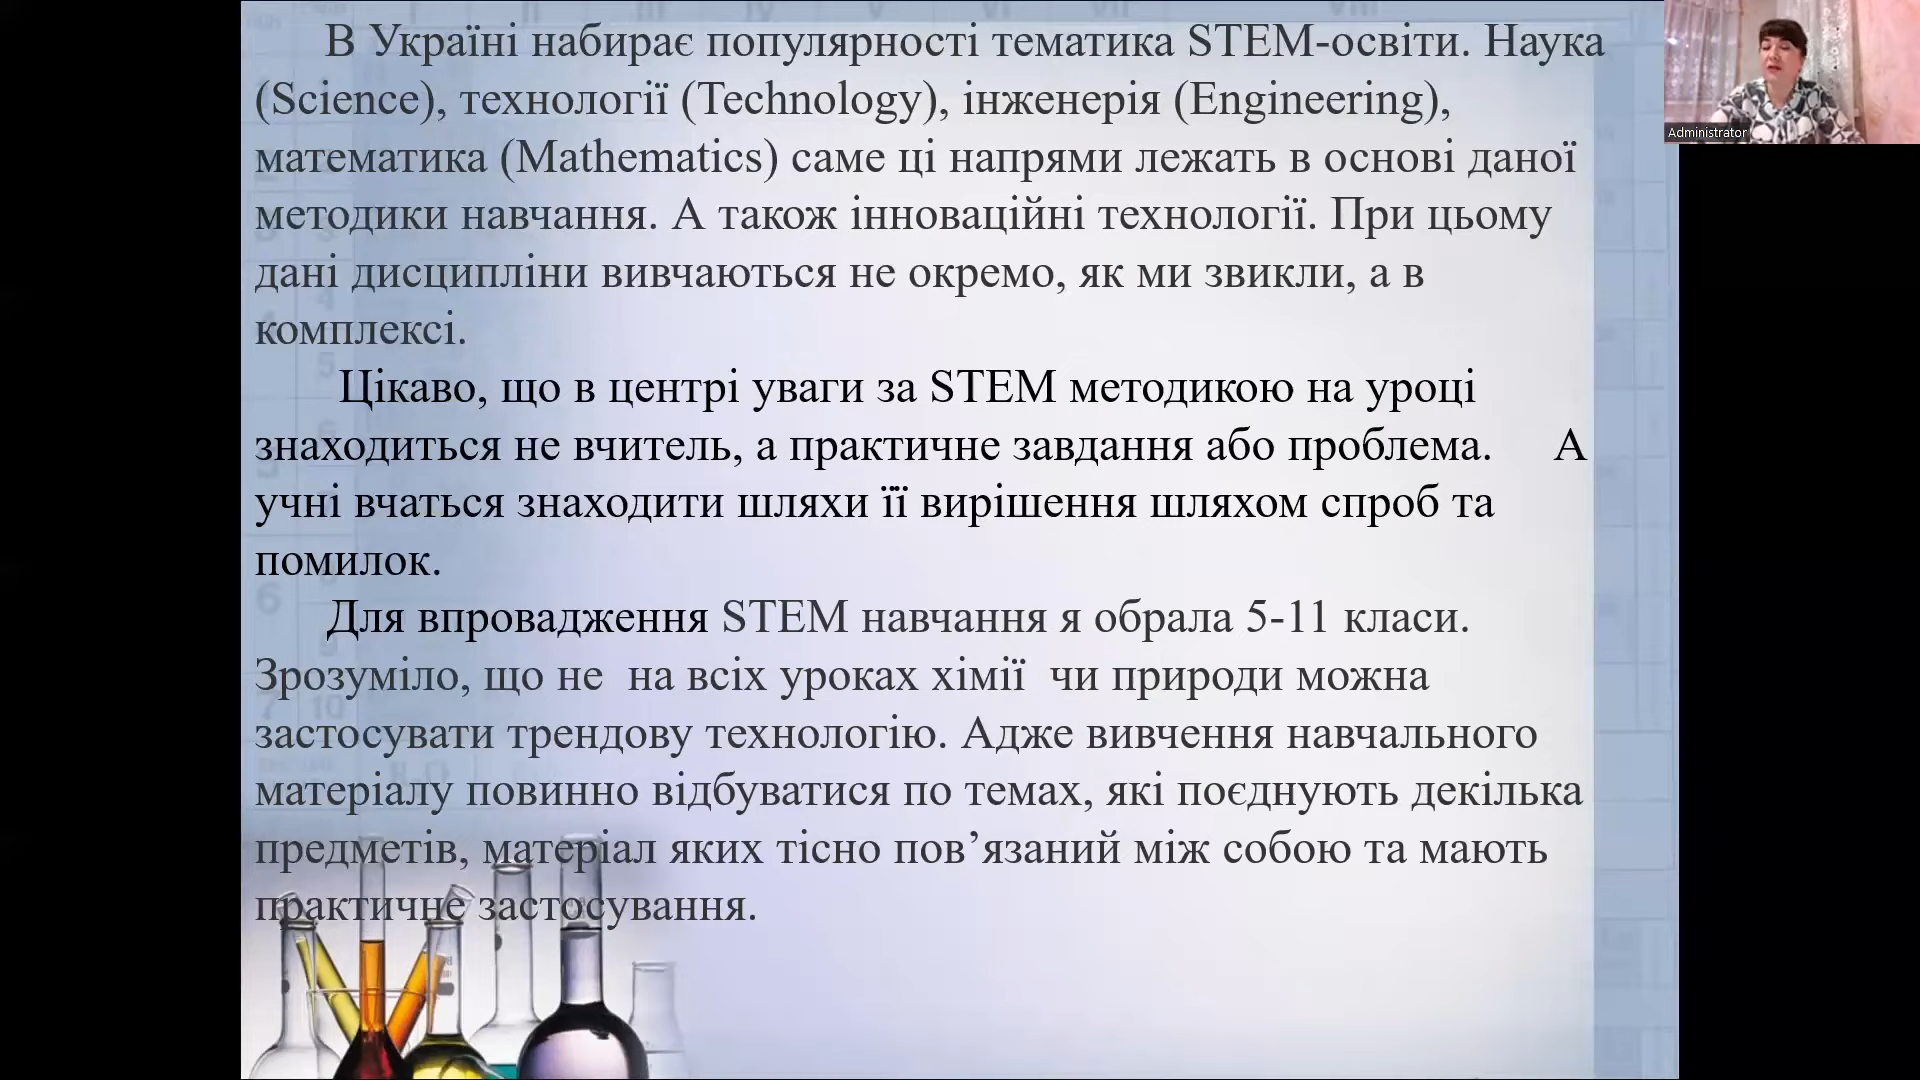 В Україні набирає популярності тематика STEM-освіти. Наука
(Science), технології (Technology), інженерія (Engineering),
математика (Mathematics) саме ці напрями лежать в основі даної
методики навчання. А також інноваційні технології. При цьому
дані дисципліни вивчаються не окремо, як ми звикли, а в
комплексі.
Цікаво, що в центрі уваги за STEM методикою на уроці
знаходиться не вчитель, а практичне завдання або проблема. А
учні вчаться знаходити шляхи її вирішення шляхом спроб та
помилок.
Для впровадження STEM навчання я обрала 5-11 класи.
Зрозуміло, що не на всіх уроках хімії чи природи можна
застосувати трендову технологію. Адже вивчення навчального
матеріалу повинно відбуватися по темах, які поєднують декілька
предметів, матеріал яких тісно пов’язаний між собою та мають
практичне застосування.
Administrator